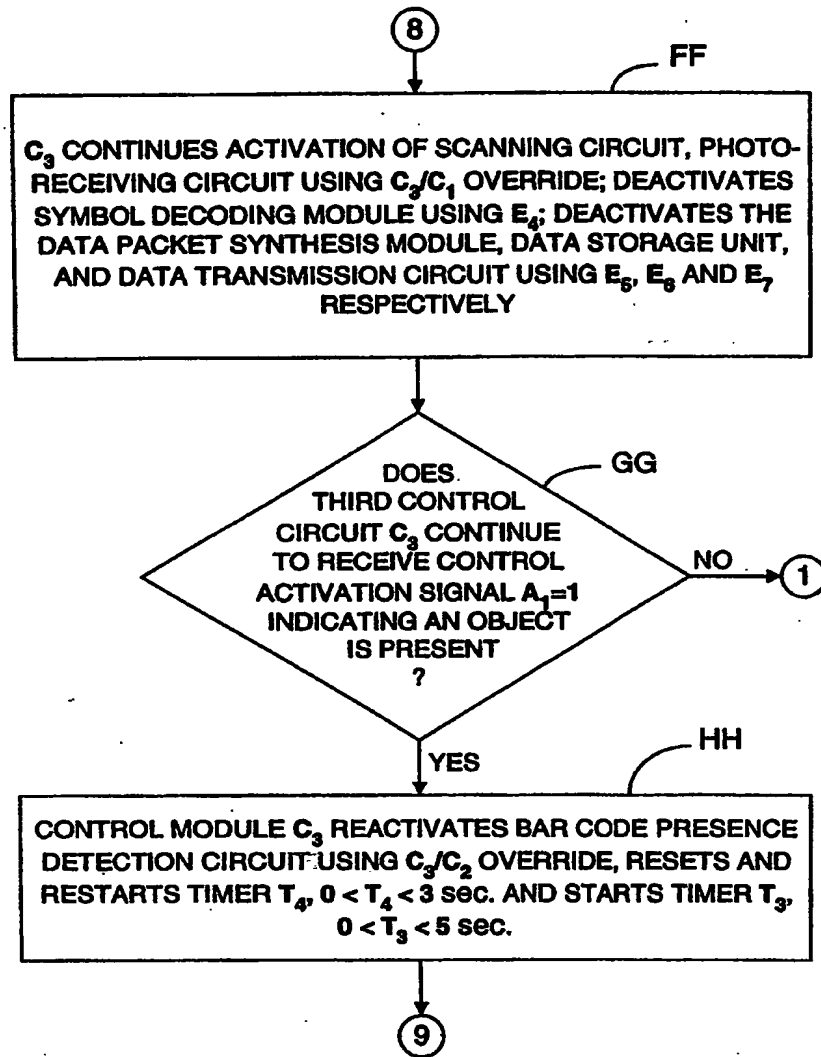 8
FF
C₃ CONTINUES ACTIVATION OF SCANNING CIRCUIT, PHOTO-
RECEIVING CIRCUIT USING C₃/C₁ OVERRIDE; DEACTIVATES
SYMBOL DECODING MODULE USING E₄; DEACTIVATES THE
DATA PACKET SYNTHESIS MODULE, DATA STORAGE UNIT,
AND DATA TRANSMISSION CIRCUIT USING E₅, E₆ AND E₇
RESPECTIVELY
GG
DOES
THIRD CONTROL
CIRCUIT C₃ CONTINUE
TO RECEIVE CONTROL
ACTIVATION SIGNAL A₁=1
INDICATING AN OBJECT
IS PRESENT
?
NO
1
YES
HH
CONTROL MODULE C₃ REACTIVATES BAR CODE PRESENCE
DETECTION CIRCUIT USING C₃/C₂ OVERRIDE, RESETS AND
RESTARTS TIMER T₄, 0 < T₄ < 3 sec. AND STARTS TIMER T₃,
0 < T₃ < 5 sec.
9